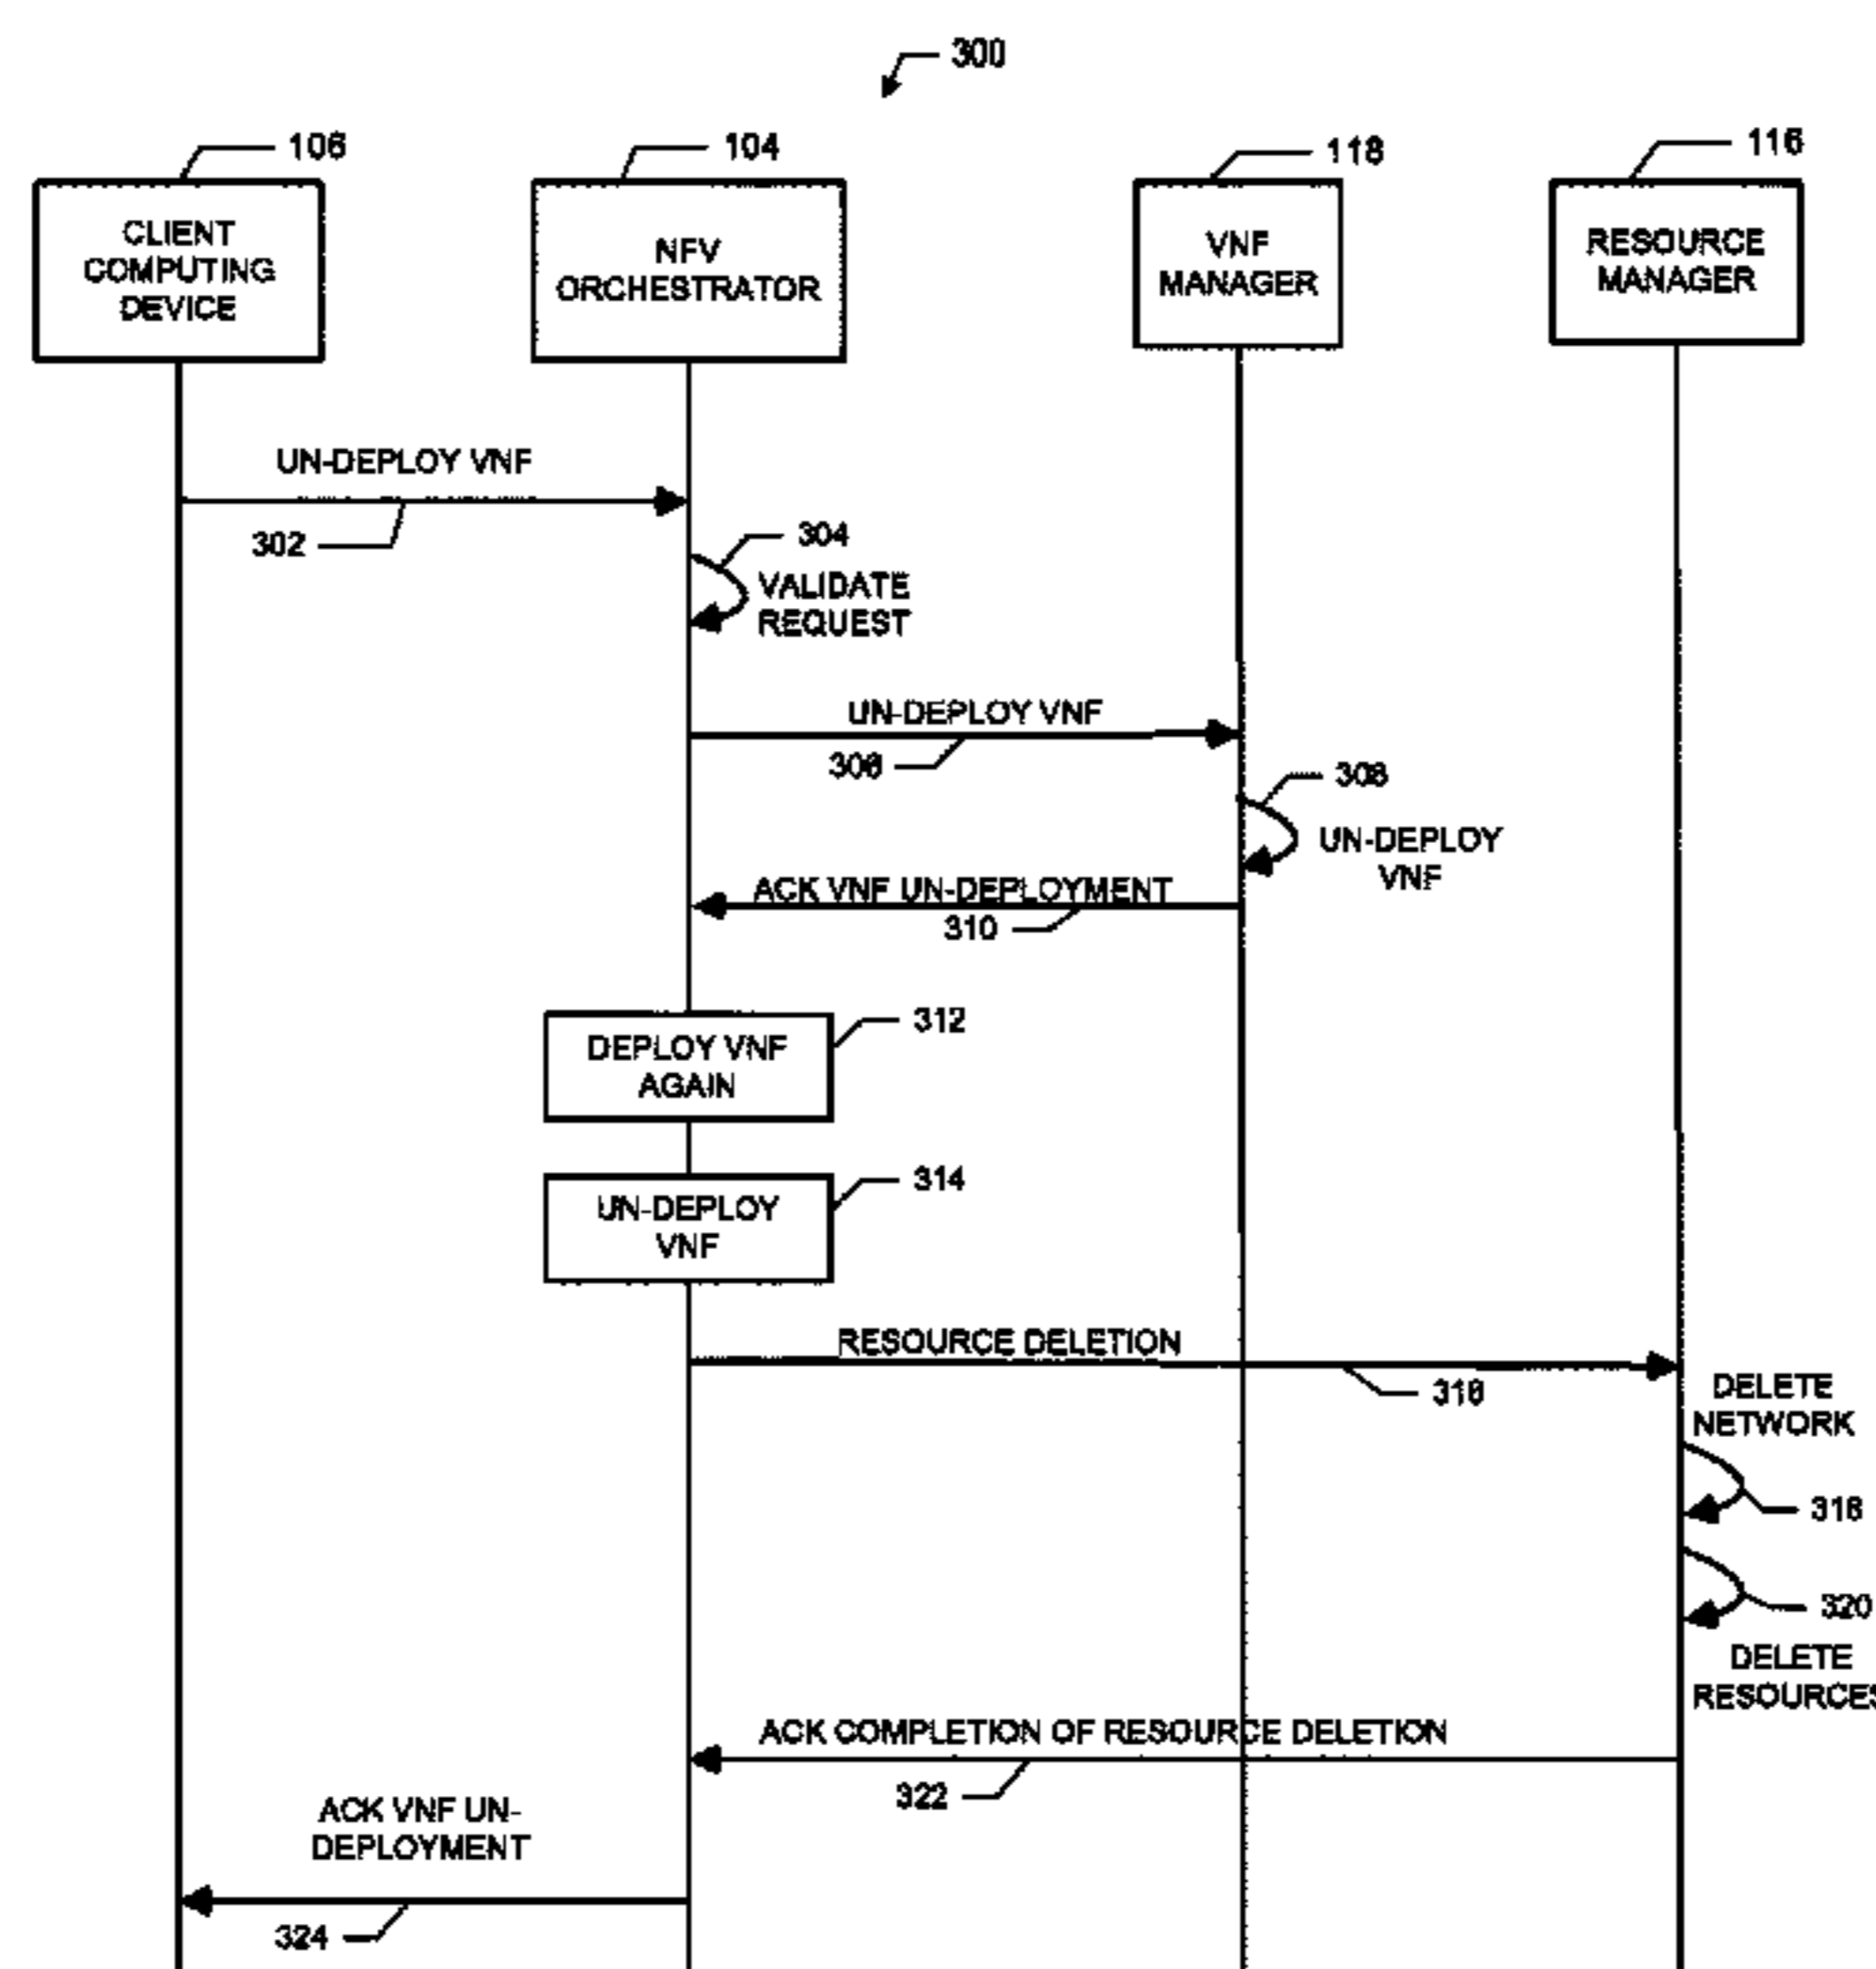 300
106
104
118
116
CLIENT
COMPUTING
DEVICE
NFV
ORCHESTRATOR
VNF
MANAGER
RESOURCE
MANAGER
UN-DEPLOY VNF
302
304
VALIDATE
REQUEST
UN-DEPLOY VNF
306
308
UN-DEPLOY
VNF
ACK VNF UN-DEPLOYMENT
310
DEPLOY VNF
AGAIN
312
UN-DEPLOY
VNF
314
RESOURCE DELETION
316
DELETE
NETWORK
318
320
DELETE
RESOURCES
ACK COMPLETION OF RESOURCE DELETION
322
ACK VNF UN-
DEPLOYMENT
324